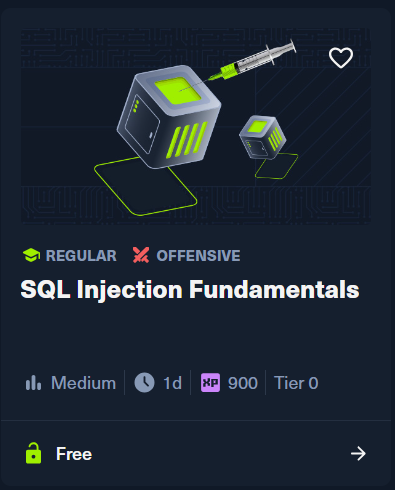 REGULAR OFFENSIVE
SQL Injection Fundamentals
Medium 1d XP 900 Tier 0
Free